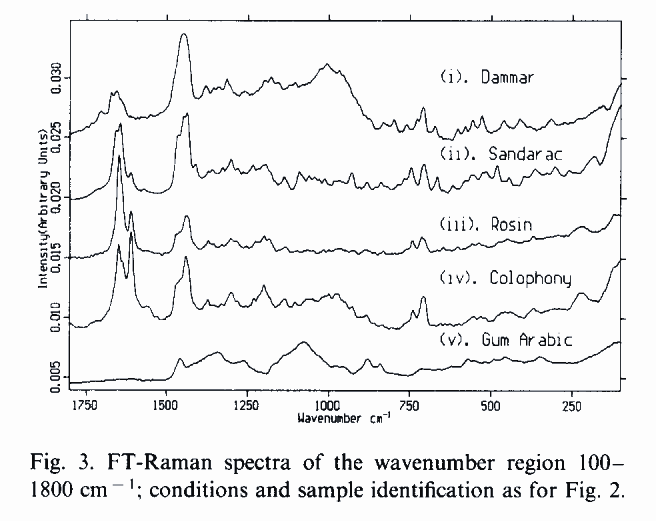 (i). Dammar
(ii). Sandarac
(iii). Rosin
(iv). Colophony
(v). Gum Arabic
Intensity(Arbitrary Units)
0.030
0.025
0.020
0.015
0.010
0.005
1750 1500 1250 1000 750 500 250
Wavenumber cm⁻¹
Fig. 3. FT-Raman spectra of the wavenumber region 100–
1800 cm⁻¹; conditions and sample identification as for Fig. 2.